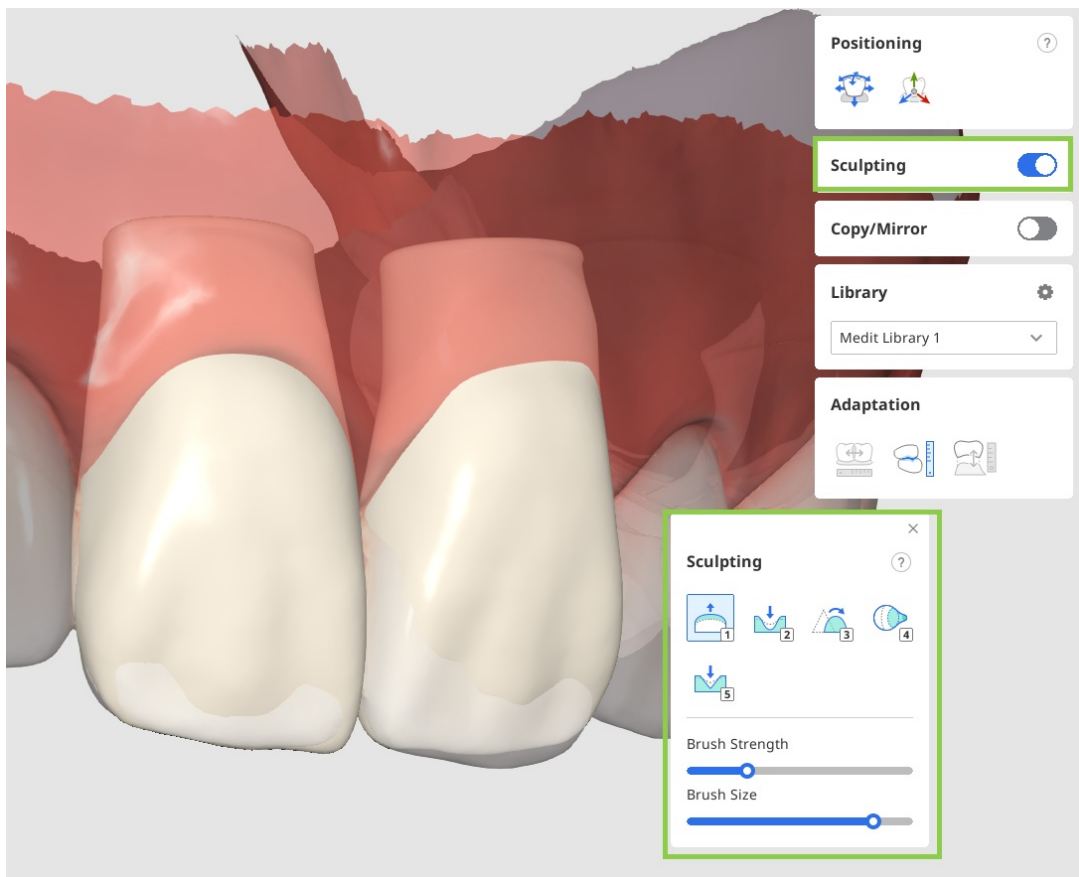 Positioning
?
Sculpting
Copy/Mirror
Library
Medit Library 1
Adaptation
Sculpting
?
1
2
3
4
5
Brush Strength
Brush Size